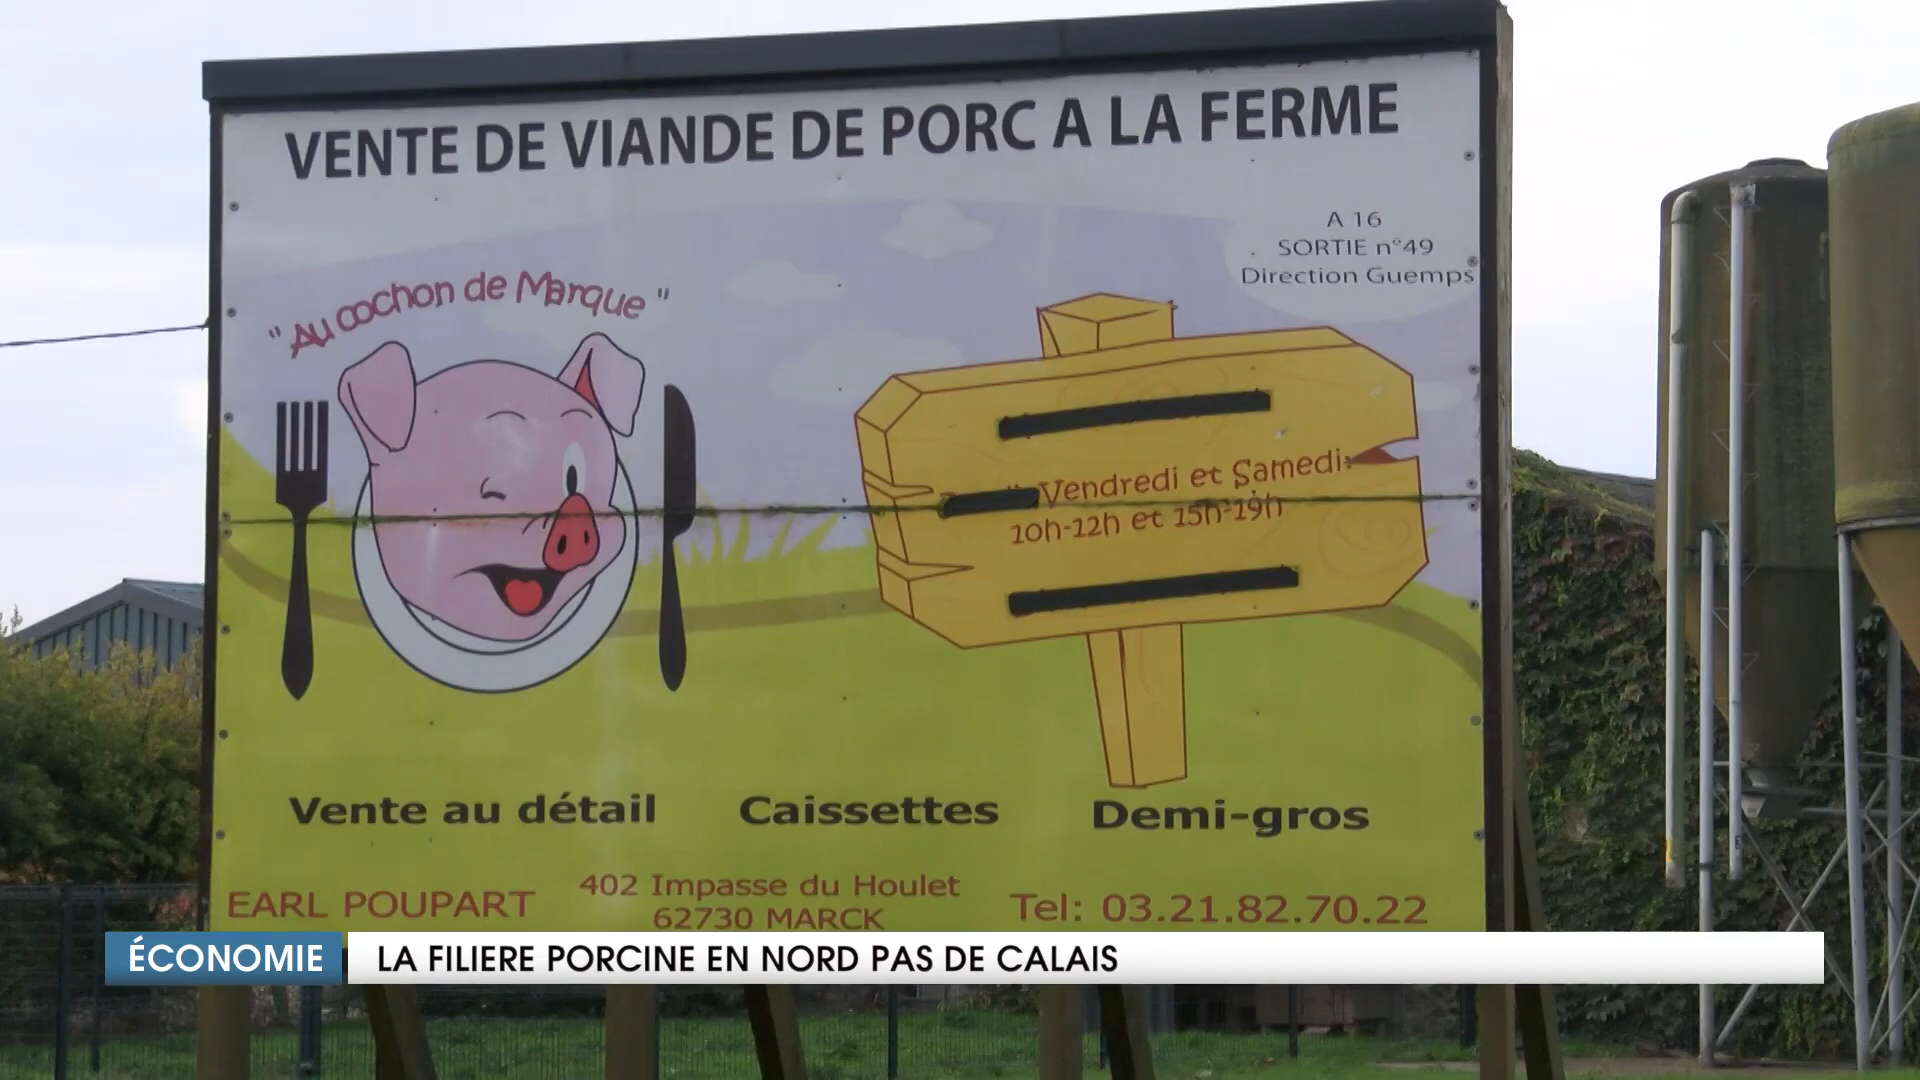 VENTE DE VIANDE DE PORC A LA FERME
A 16
SORTIE n°49
Direction Guemps
"Au cochon de Marque"
Vendredi et Samedi:
10h-12h et 15h-19h
Vente au détail Caissettes Demi-gros
EARL POUPART
402 Impasse du Houlet
62730 MARCK
Tel: 03.21.82.70.22
ÉCONOMIE LA FILIERE PORCINE EN NORD PAS DE CALAIS